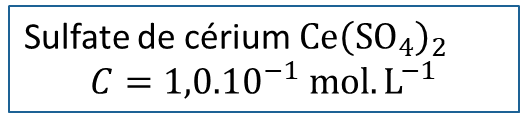 Sulfate de cérium Ce(SO₄)₂
C = 1,0.10⁻¹ mol. L⁻¹